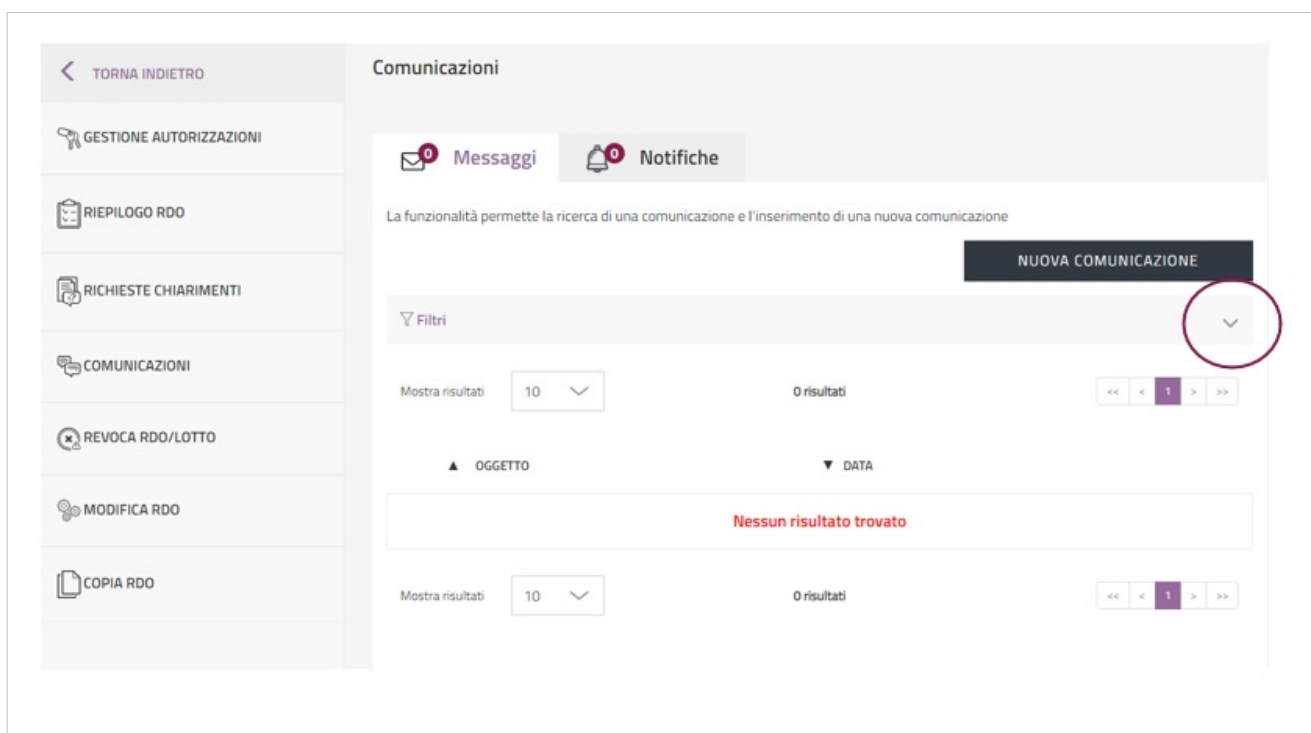 TORNA INDIETRO
GESTIONE AUTORIZZAZIONI
RIEPILOGO RDO
RICHIESTE CHIARIMENTI
COMUNICAZIONI
REVOCA RDO/LOTTO
MODIFICA RDO
COPIA RDO
Comunicazioni
0 Messaggi 0 Notifiche
La funzionalità permette la ricerca di una comunicazione e l'inserimento di una nuova comunicazione
NUOVA COMUNICAZIONE
Filtri
Mostra risultati 10 0 risultati << < 1 > >>
▲ OGGETTO ▼ DATA
Nessun risultato trovato
Mostra risultati 10 0 risultati << < 1 > >>